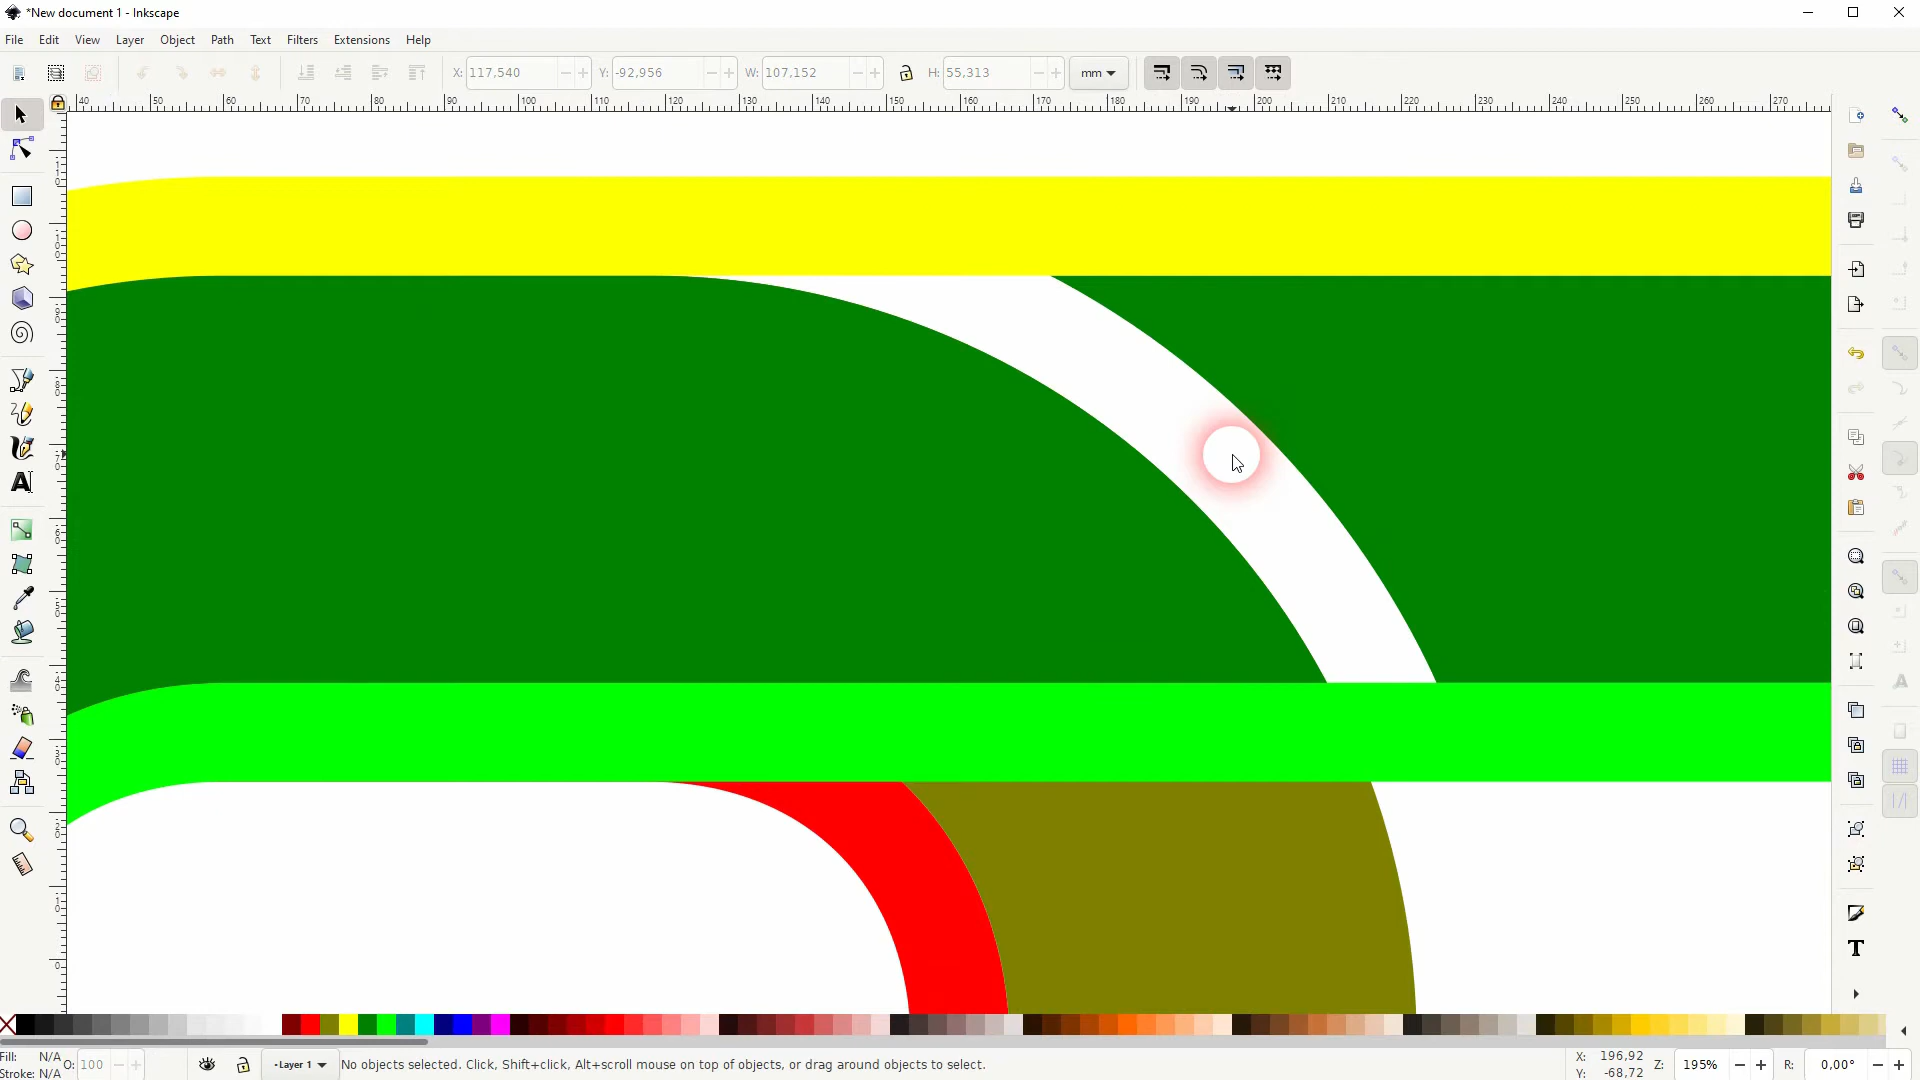 *New document 1 - Inkscape
File Edit View Layer Object Path Text Filters Extensions Help
X: 117,540 Y: -92,956 W: 107,152 H: 55,313 mm
40 50 60 70 80 90 100 110 120 130 140 150 160 170 180 190 200 210 220 230 240 250 260 270
Fill: N/A O: 100 -Layer 1 No objects selected. Click, Shift+click, Alt+scroll mouse on top of objects, or drag around objects to select. X: 196,92 Z: 195% R: 0,00°
Stroke: N/A Y: -68,72